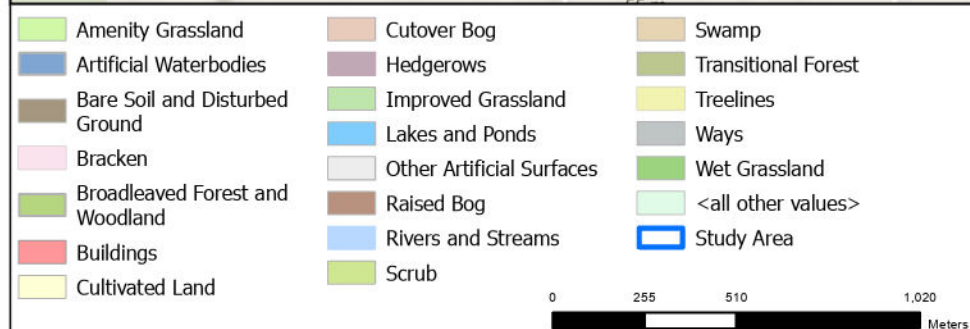 Amenity Grassland
Artificial Waterbodies
Bare Soil and Disturbed
Ground
Bracken
Broadleaved Forest and
Woodland
Buildings
Cultivated Land
Cutover Bog
Hedgerows
Improved Grassland
Lakes and Ponds
Other Artificial Surfaces
Raised Bog
Rivers and Streams
Scrub
Swamp
Transitional Forest
Treelines
Ways
Wet Grassland
<all other values>
Study Area
0 255 510 1,020
Meters